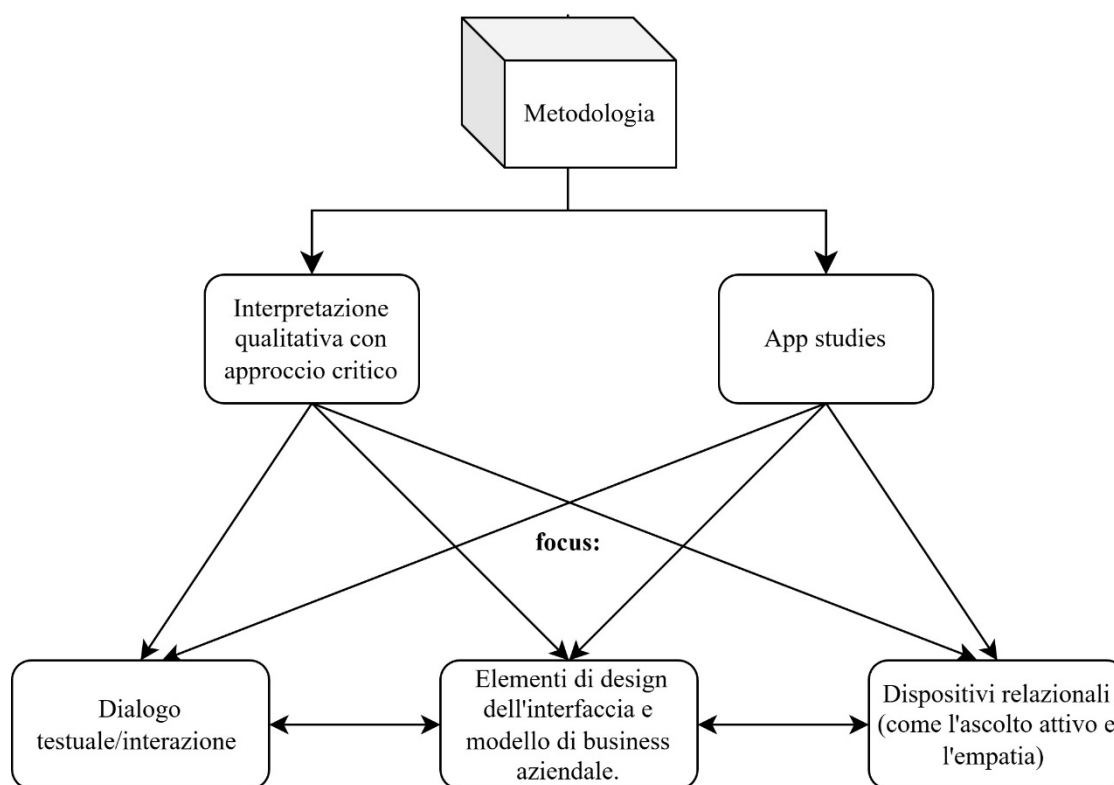 Metodologia
Interpretazione
qualitativa con
approccio critico
App studies
focus:
Dialogo
testuale/interazione
Elementi di design
dell'interfaccia e
modello di business
aziendale.
Dispositivi relazionali
(come l'ascolto attivo e
l'empatia)